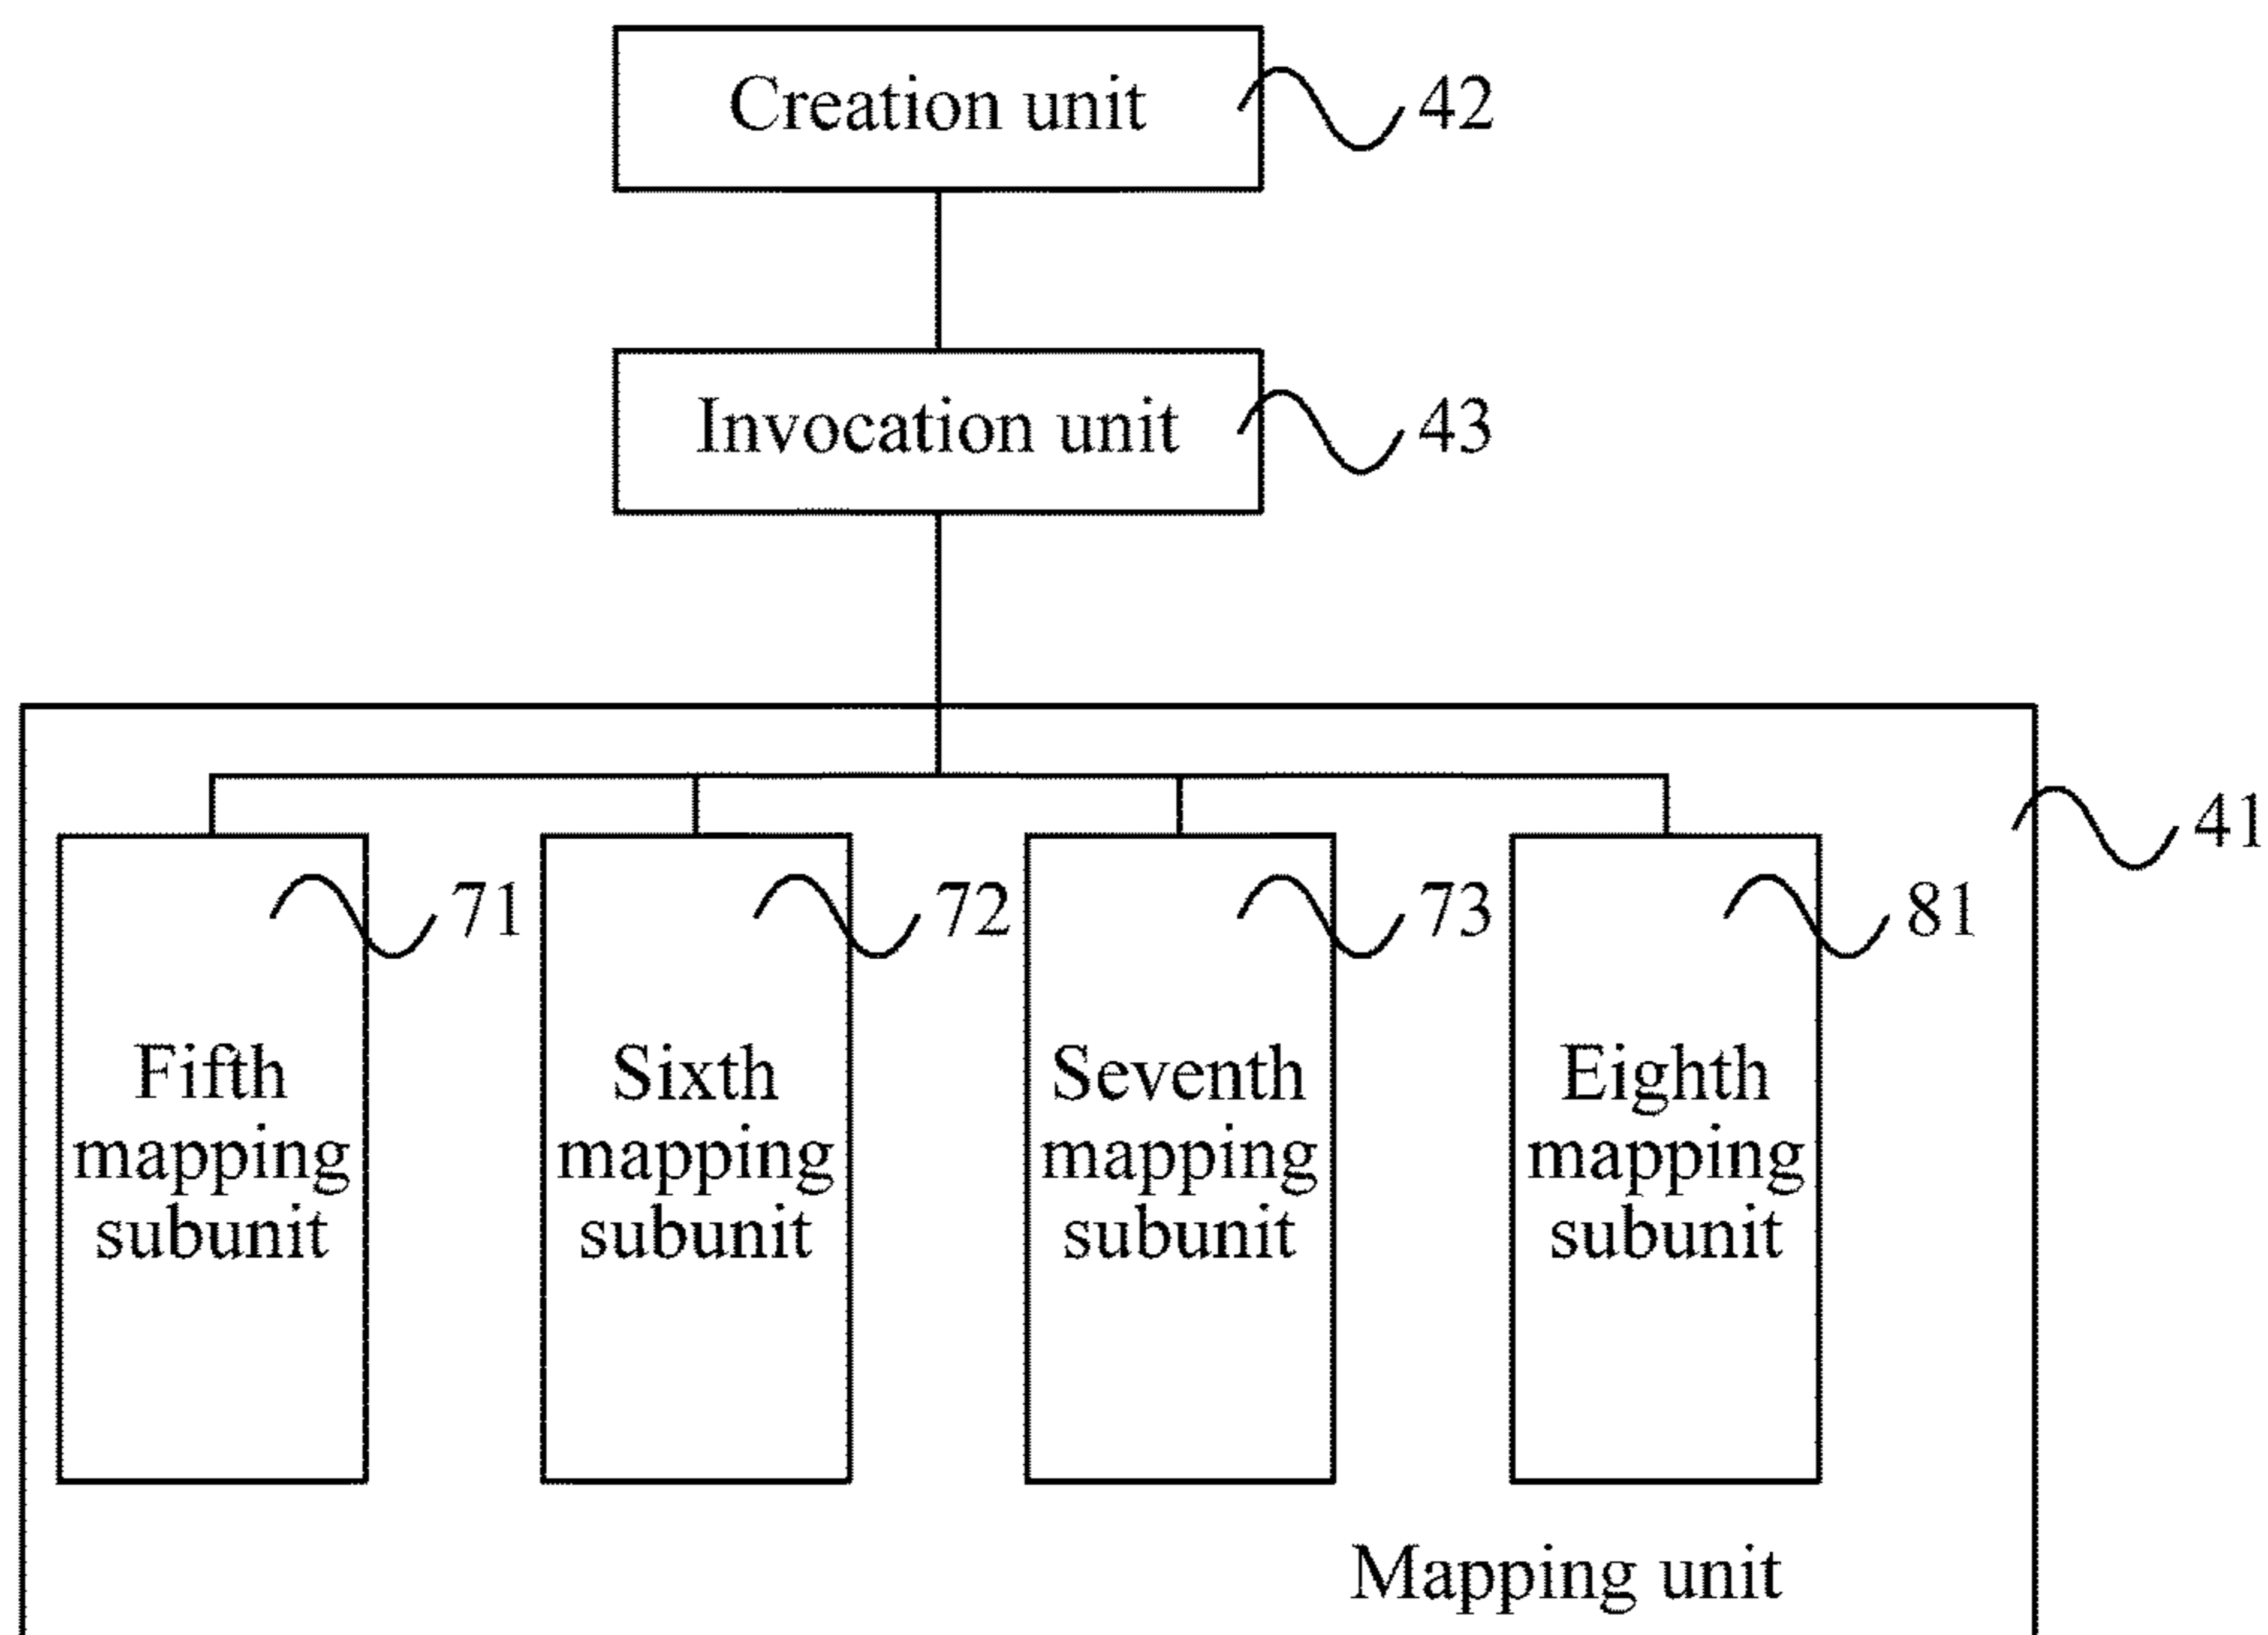 Creation unit
42
Invocation unit
43
41
71
72
73
81
Fifth
mapping
subunit
Sixth
mapping
subunit
Seventh
mapping
subunit
Eighth
mapping
subunit
Mapping unit